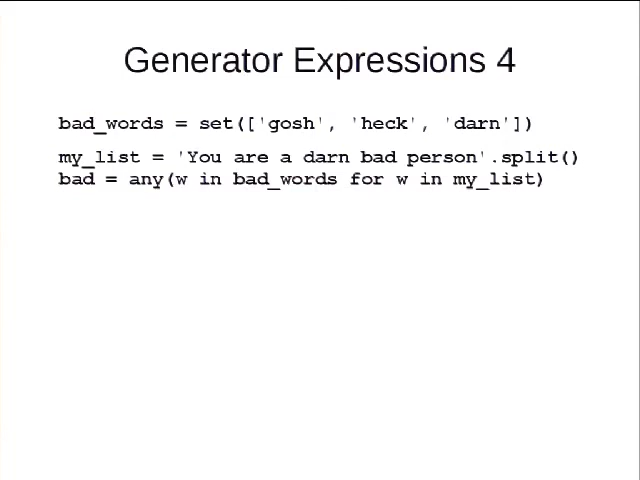 Generator Expressions 4
bad_words = set(['gosh', 'heck', 'darn'])
my_list = 'You are a darn bad person'.split()
bad = any(w in bad_words for w in my_list)